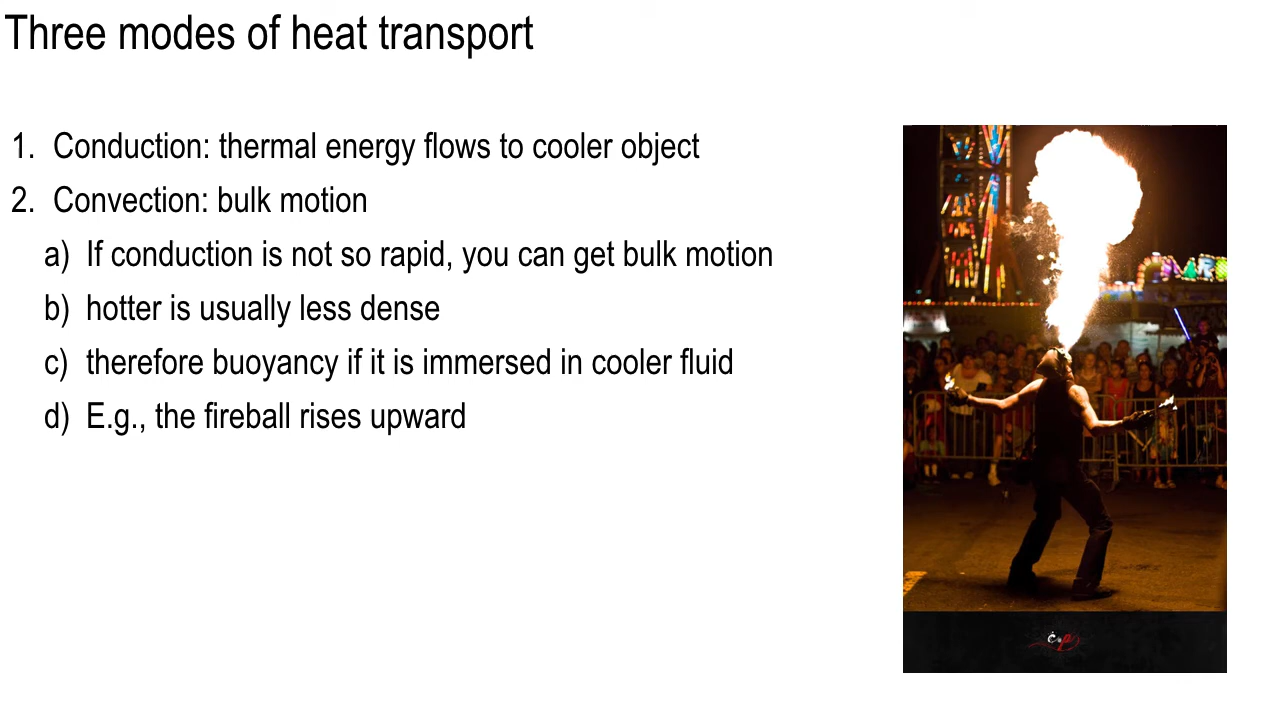 Three modes of heat transport
1. Conduction: thermal energy flows to cooler object
2. Convection: bulk motion
a) If conduction is not so rapid, you can get bulk motion
b) hotter is usually less dense
c) therefore buoyancy if it is immersed in cooler fluid
d) E.g., the fireball rises upward